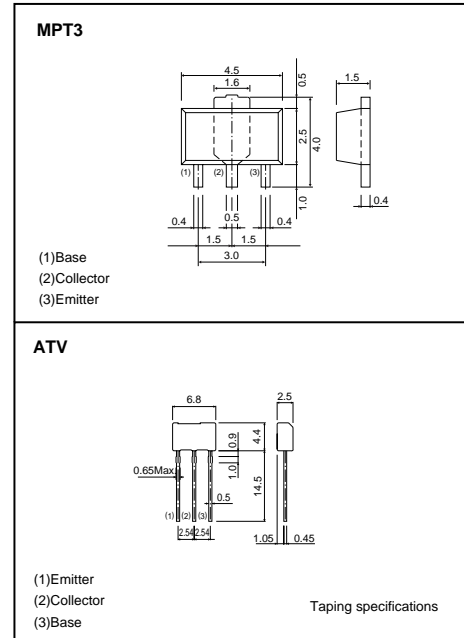 MPT3
4.5
1.6
0.5
1.5
2.5
4.0
(1) (2) (3)
1.0
0.4
0.5
0.4
0.4
1.5
1.5
3.0
(1)Base
(2)Collector
(3)Emitter
ATV
6.8
2.5
4.4
0.9
0.65Max.
1.0
14.5
0.5
(1) (2) (3)
2.54 2.54
1.05
0.45
(1)Emitter
(2)Collector
(3)Base
Taping specifications